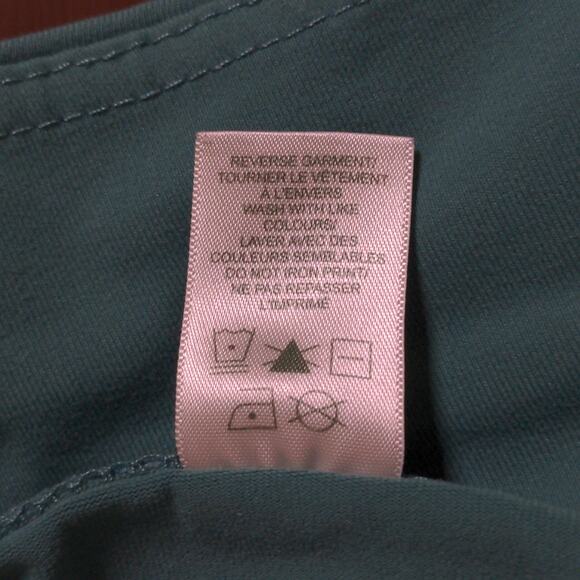 REVERSE GARMENT/
TOURNER LE VÊTEMENT
À L'ENVERS
WASH WITH LIKE
COLOURS/
LAVER AVEC DES
COULEURS SEMBLABLES
DO NOT IRON PRINT/
NE PAS REPASSER
L'IMPRIMÉ